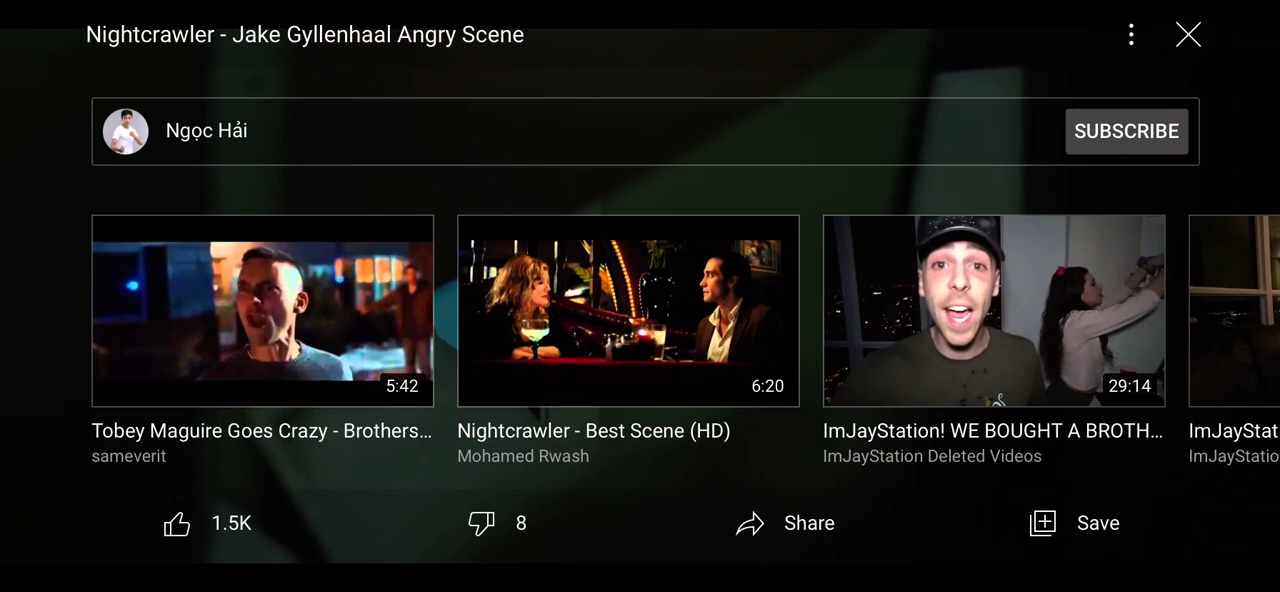 Nightcrawler - Jake Gyllenhaal Angry Scene
Ngọc Hải
SUBSCRIBE
5:42
6:20
29:14
Tobey Maguire Goes Crazy - Brothers...
sameverit
Nightcrawler - Best Scene (HD)
Mohamed Rwash
ImJayStation! WE BOUGHT A BROTH...
ImJayStation Deleted Videos
ImJayStat
ImJayStatio
1.5K
8
Share
Save